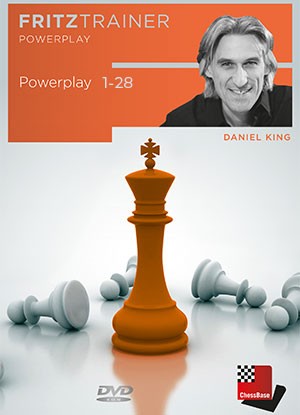 FRITZTRAINER
POWERPLAY
Powerplay 1-28
DANIEL KING
DVD
ChessBase